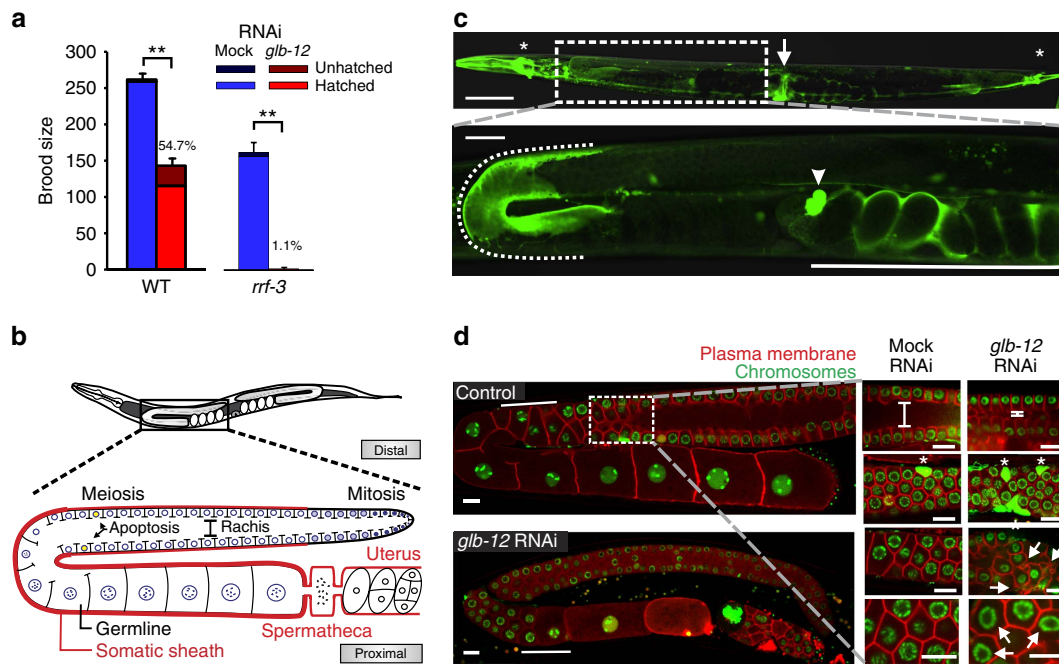 a
RNAi
Mock glb-12
Unhatched
Hatched
**
**
54.7%
1.1%
Brood size
300
250
200
150
100
50
0
WT
rrf-3
b
Distal
Meiosis
Mitosis
Apoptosis
Rachis
Uterus
Germline
Spermatheca
Somatic sheath
Proximal
c
*
*
d
Plasma membrane
Chromosomes
Mock
RNAi
glb-12
RNAi
Control
glb-12 RNAi
*
*
*
*